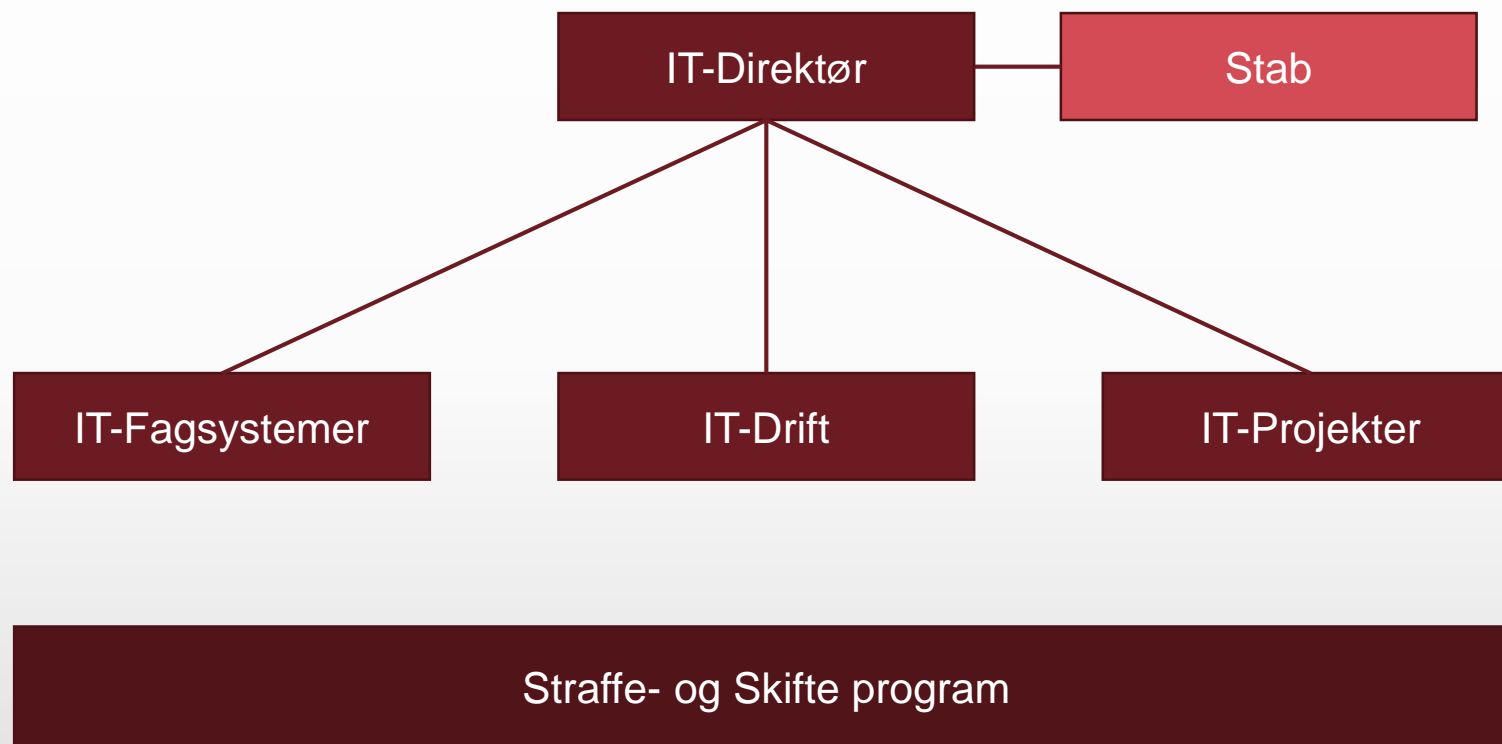 IT-Direktør
Stab
IT-Fagsystemer
IT-Drift
IT-Projekter
Straffe- og Skifte program